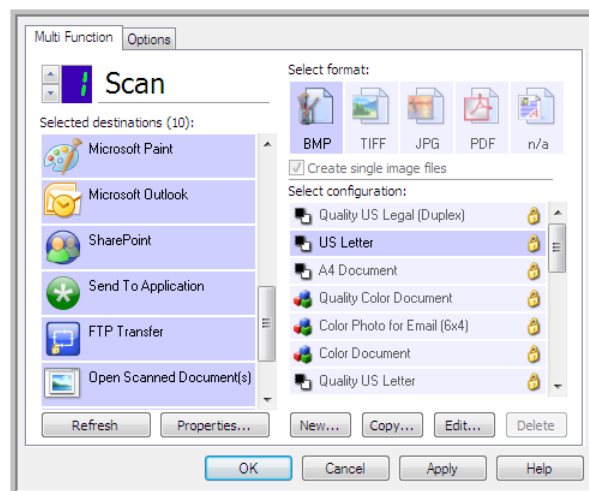 Multi Function
Options
1
Scan
Selected destinations (10):
Microsoft Paint
Microsoft Outlook
SharePoint
Send To Application
FTP Transfer
Open Scanned Document(s)
Refresh
Properties...
Select format:
BMP
TIFF
JPG
PDF
n/a
Create single image files
Select configuration:
Quality US Legal (Duplex)
US Letter
A4 Document
Quality Color Document
Color Photo for Email (6x4)
Color Document
Quality US Letter
New...
Copy...
Edit...
Delete
OK
Cancel
Apply
Help